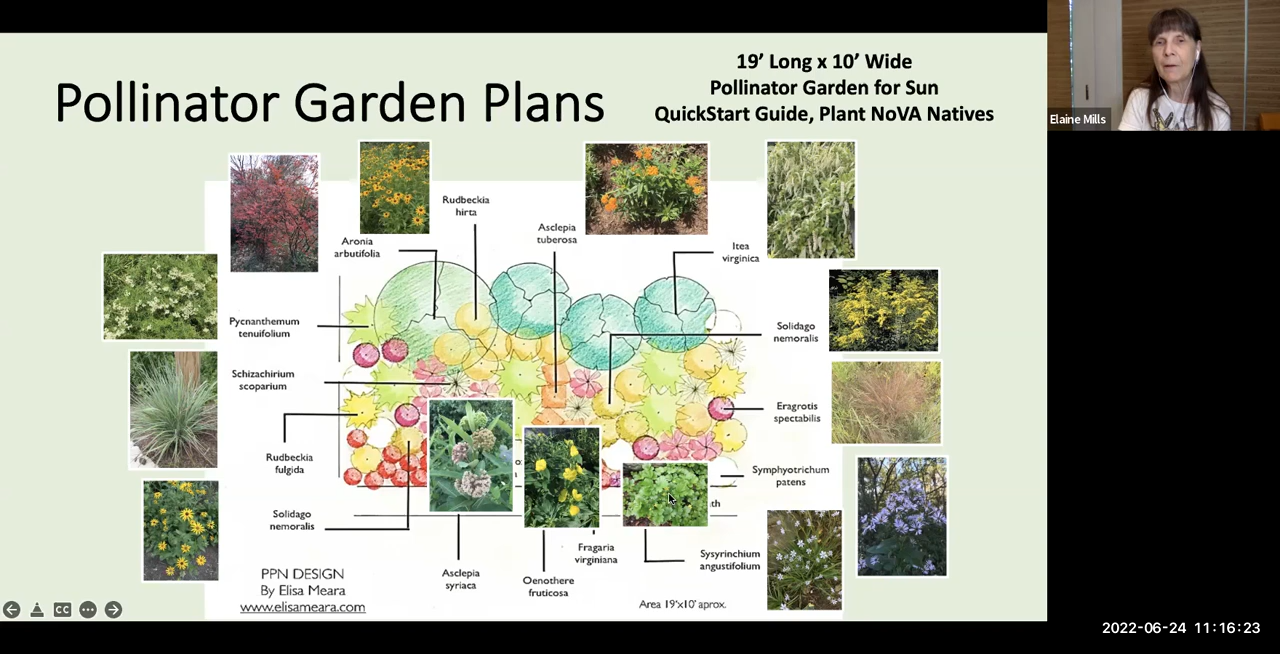 19’ Long x 10’ Wide
Pollinator Garden Plans
Pollinator Garden for Sun
QuickStart Guide, Plant NoVA Natives
Elaine Mills
Rudbeckia
hirta
Aronia
arbutifolia
Asclepia
tuberosa
Itea
virginica
Pycnanthemum
tenuifolium
Solidago
nemoralis
Schizachirium
scoparium
Eragrotis
spectabilis
Rudbeckia
fulgida
Symphyotrichum
patens
Solidago
nemoralis
Fragaria
virginiana
Sysyrinchium
angustifolium
Asclepia
syriaca
Oenothere
fruticosa
PPN DESIGN
By Elisa Meara
www.elisameara.com
Area 19'x10' aprox.
CC
2022-06-24 11:16:23